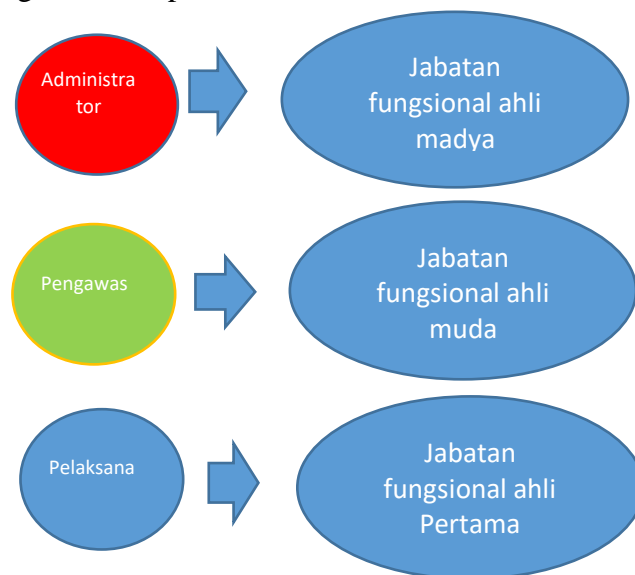 Administra
tor
Jabatan
fungsional ahli
madya
Pengawas
Jabatan
fungsional ahli
muda
Pelaksana
Jabatan
fungsional ahli
Pertama